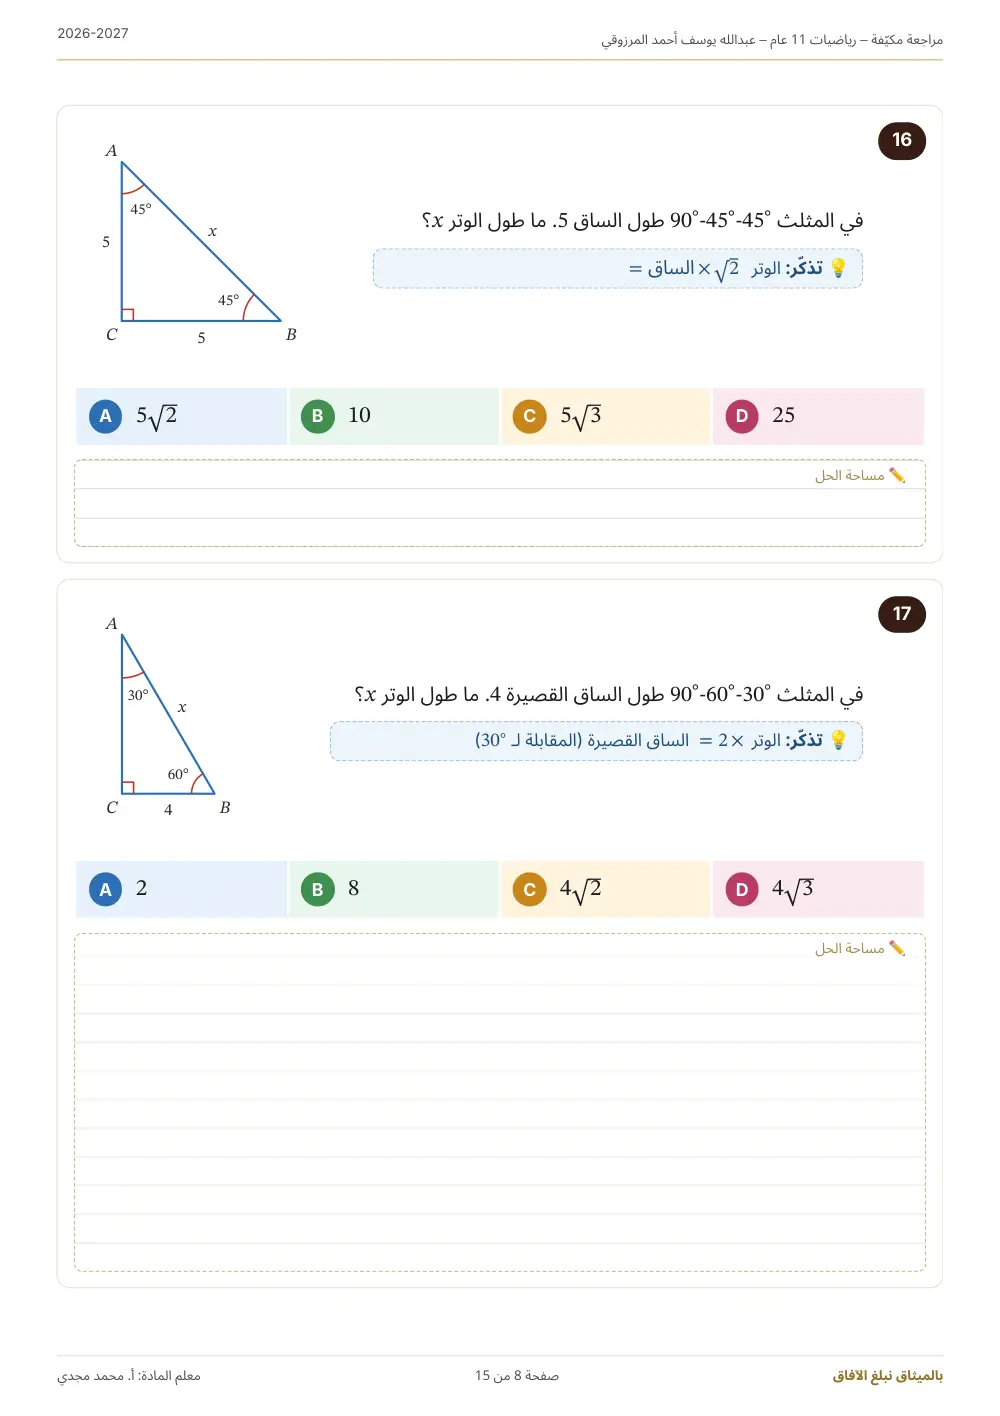 مراجعة مكيّفة – رياضيات 11 عام – عبدالله يوسف أحمد المرزوقي
2026-2027
16
في المثلث 45°-45°-90° طول الساق 5. ما طول الوتر x؟
💡 تذكّر: الوتر = الساق × √2
A
45°
5
x
45°
C
5
B
A 5√2
B 10
C 5√3
D 25
✏️ مساحة الحل
17
في المثلث 30°-60°-90° طول الساق القصيرة 4. ما طول الوتر x؟
💡 تذكّر: الوتر = 2 × الساق القصيرة (المقابلة لـ 30°)
A
30°
x
60°
C
4
B
A 2
B 8
C 4√2
D 4√3
✏️ مساحة الحل
بالميثاق نبلغ الآفاق
صفحة 8 من 15
معلم المادة: أ. محمد مجدي